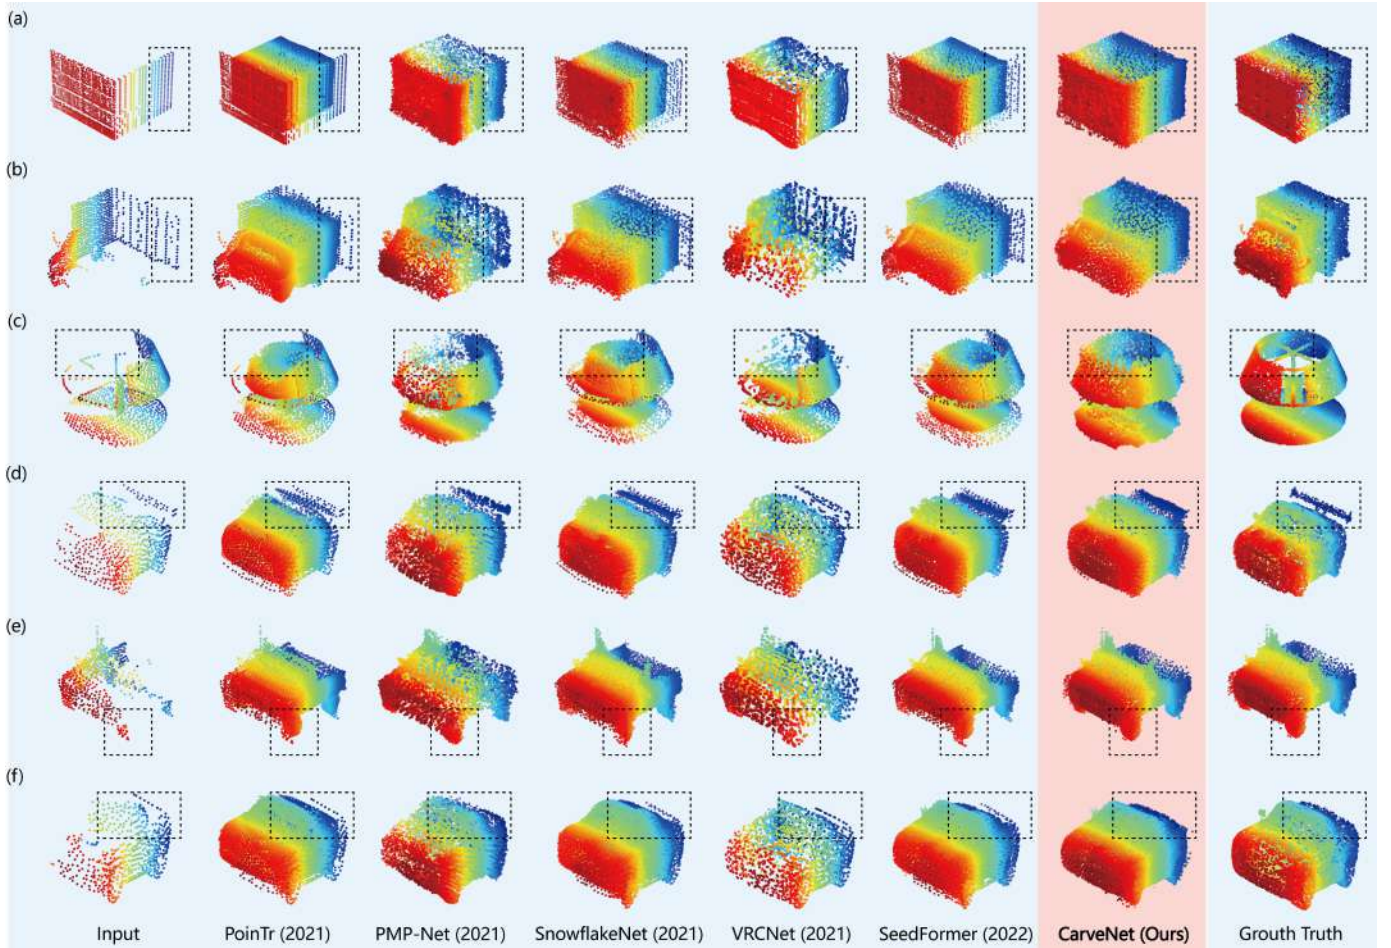 (a)
(b)
(c)
(d)
(e)
(f)
Input PoinTr (2021) PMP-Net (2021) SnowflakeNet (2021) VRCNet (2021) SeedFormer (2022) CarveNet (Ours) Grouth Truth